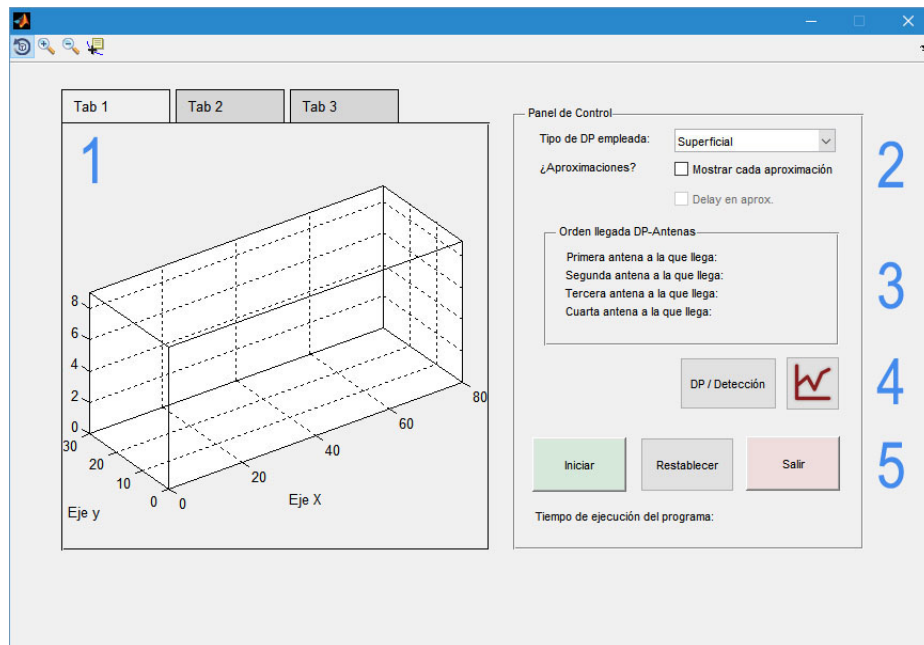 Tab 1 Tab 2 Tab 3
1
8
6
4
2
0
30
20
10
0
0
20
40
60
80
Eje y
Eje X
Panel de Control
Tipo de DP empleada: Superficial
¿Aproximaciones? Mostrar cada aproximación
Delay en aprox.
2
Orden llegada DP-Antenas
Primera antena a la que llega:
Segunda antena a la que llega:
Tercera antena a la que llega:
Cuarta antena a la que llega:
3
DP / Detección
4
Iniciar Restablecer Salir
5
Tiempo de ejecución del programa: